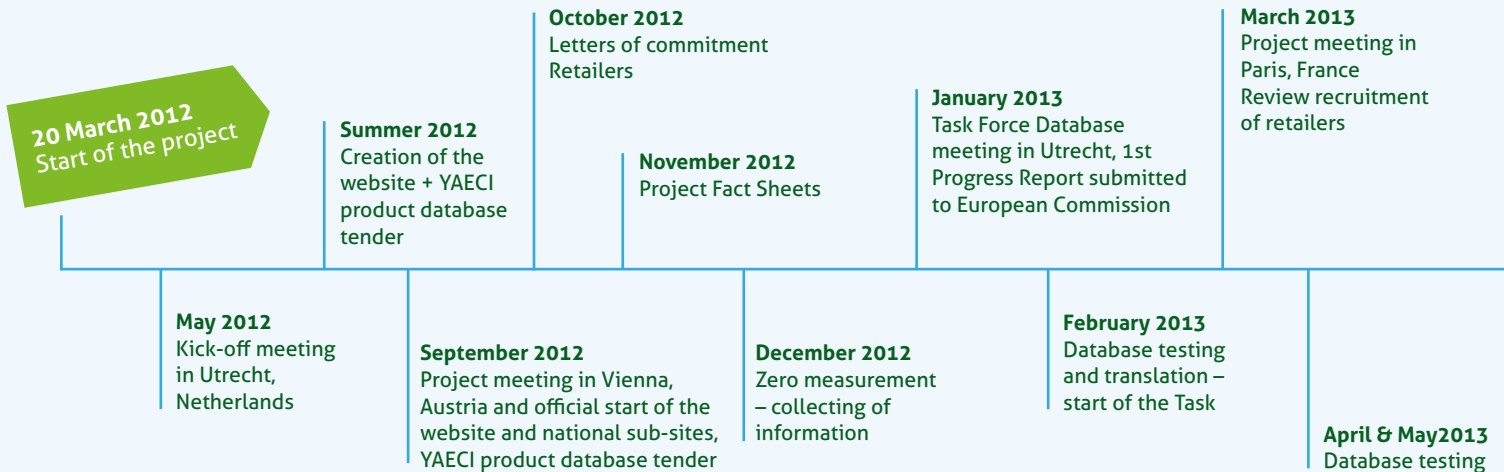 20 March 2012
Start of the project
May 2012
Kick-off meeting
in Utrecht,
Netherlands
Summer 2012
Creation of the
website + YAECI
product database
tender
September 2012
Project meeting in Vienna,
Austria and official start of the
website and national sub-sites,
YAECI product database tender
October 2012
Letters of commitment
Retailers
November 2012
Project Fact Sheets
December 2012
Zero measurement
– collecting of
information
January 2013
Task Force Database
meeting in Utrecht, 1st
Progress Report submitted
to European Commission
February 2013
Database testing
and translation –
start of the Task
March 2013
Project meeting in
Paris, France
Review recruitment
of retailers
April & May2013
Database testing